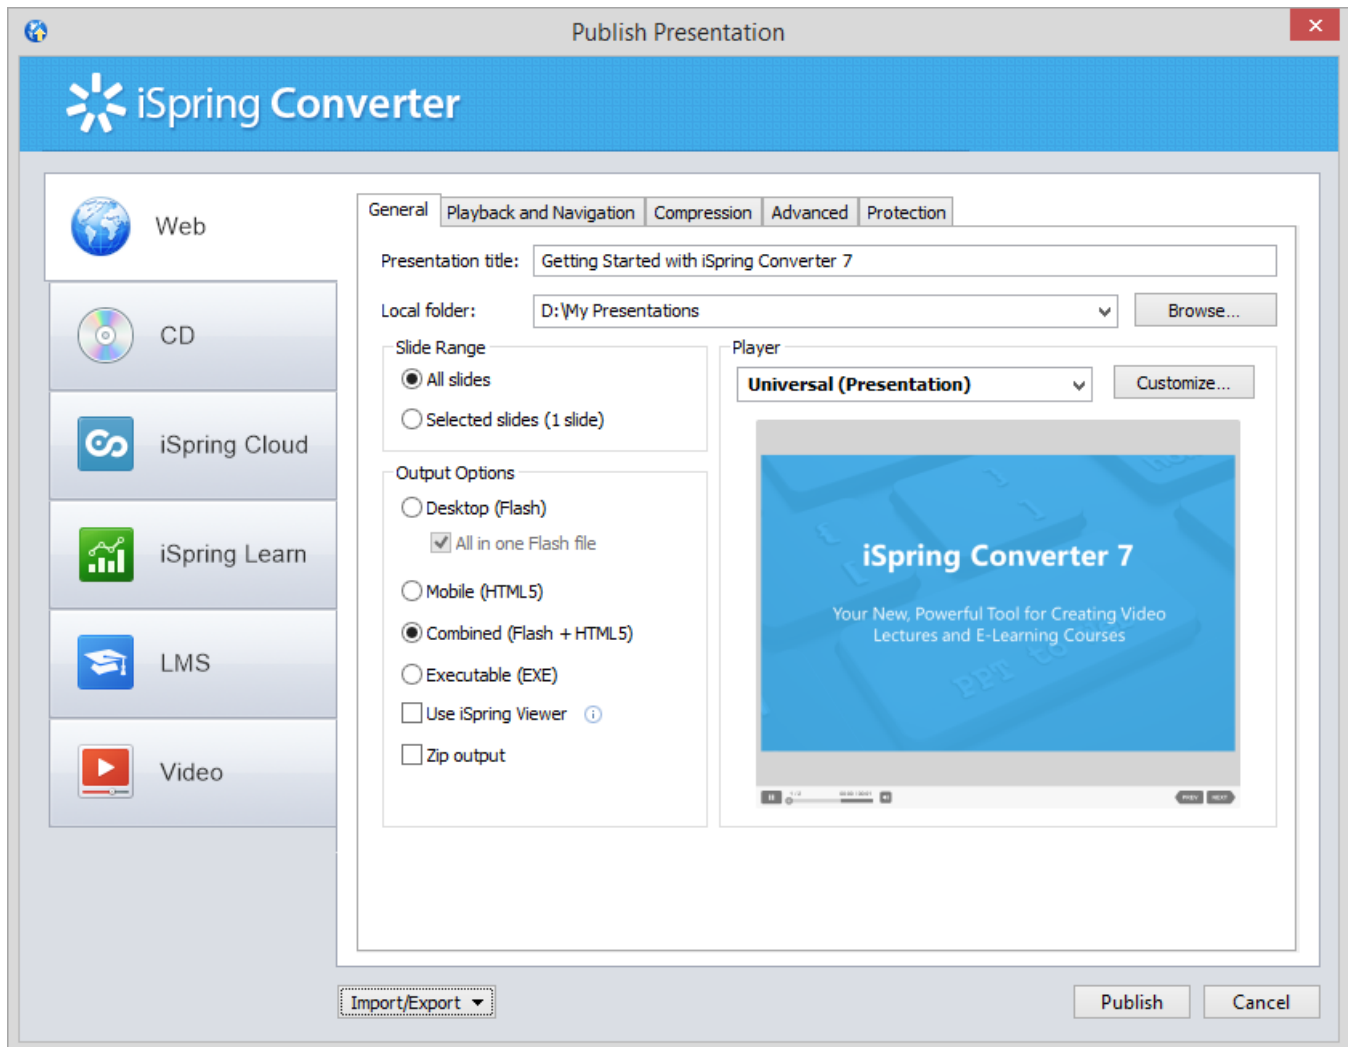 Publish Presentation
iSpring Converter
Web
CD
iSpring Cloud
iSpring Learn
LMS
Video
General Playback and Navigation Compression Advanced Protection
Presentation title: Getting Started with iSpring Converter 7
Local folder: D:\My Presentations Browse...
Slide Range
All slides
Selected slides (1 slide)
Output Options
Desktop (Flash)
All in one Flash file
Mobile (HTML5)
Combined (Flash + HTML5)
Executable (EXE)
Use iSpring Viewer
Zip output
Player
Universal (Presentation) Customize...
iSpring Converter 7
Your New, Powerful Tool for Creating Video
Lectures and E-Learning Courses
PPT to
PREV NEXT
Import/Export Publish Cancel